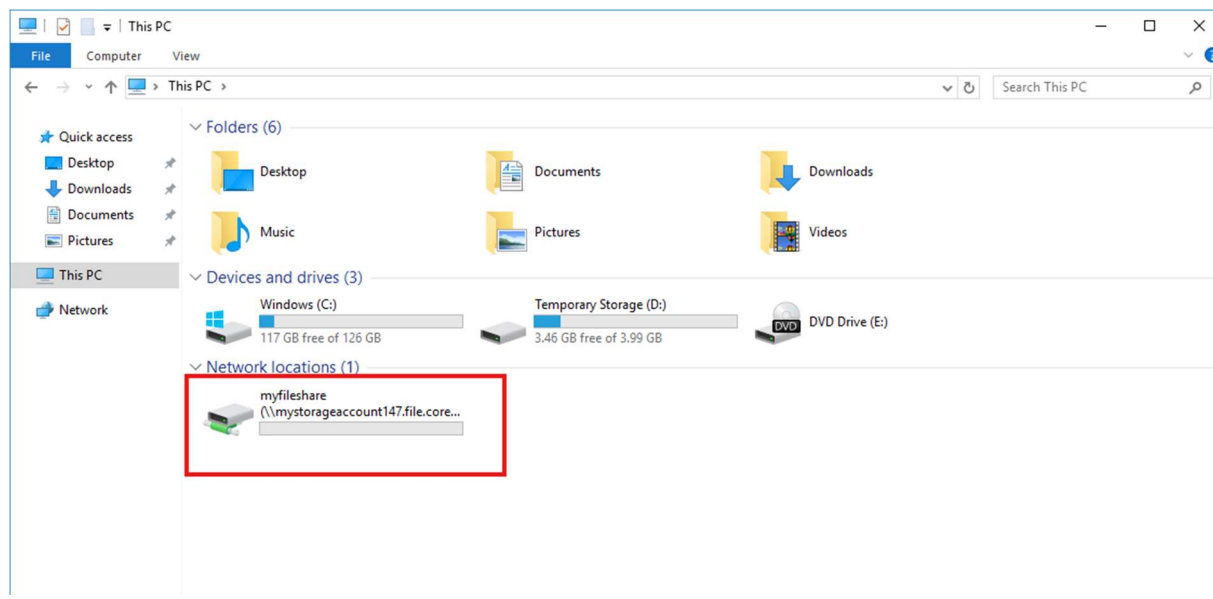 This PC
File Computer View
This PC
Search This PC
Quick access
Desktop
Downloads
Documents
Pictures
This PC
Network
Folders (6)
Desktop
Documents
Downloads
Music
Pictures
Videos
Devices and drives (3)
Windows (C:)
117 GB free of 126 GB
Temporary Storage (D:)
3.46 GB free of 3.99 GB
DVD
DVD Drive (E:)
Network locations (1)
myfileshare
(\\mystorageaccount147.file.core...